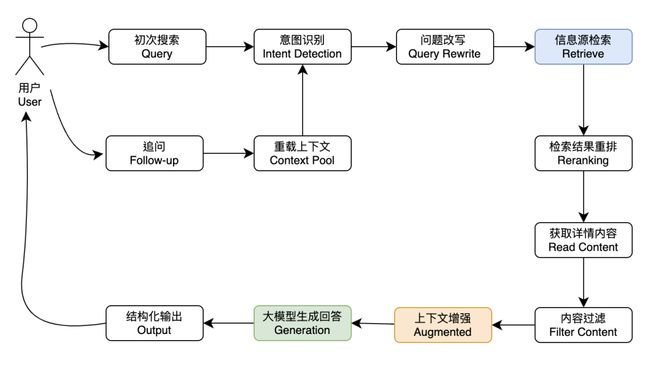 初次搜索
Query
意图识别
Intent Detection
问题改写
Query Rewrite
信息源检索
Retrieve
用户
User
追问
Follow-up
重载上下文
Context Pool
检索结果重排
Reranking
获取详情内容
Read Content
结构化输出
Output
大模型生成回答
Generation
上下文增强
Augmented
内容过滤
Filter Content